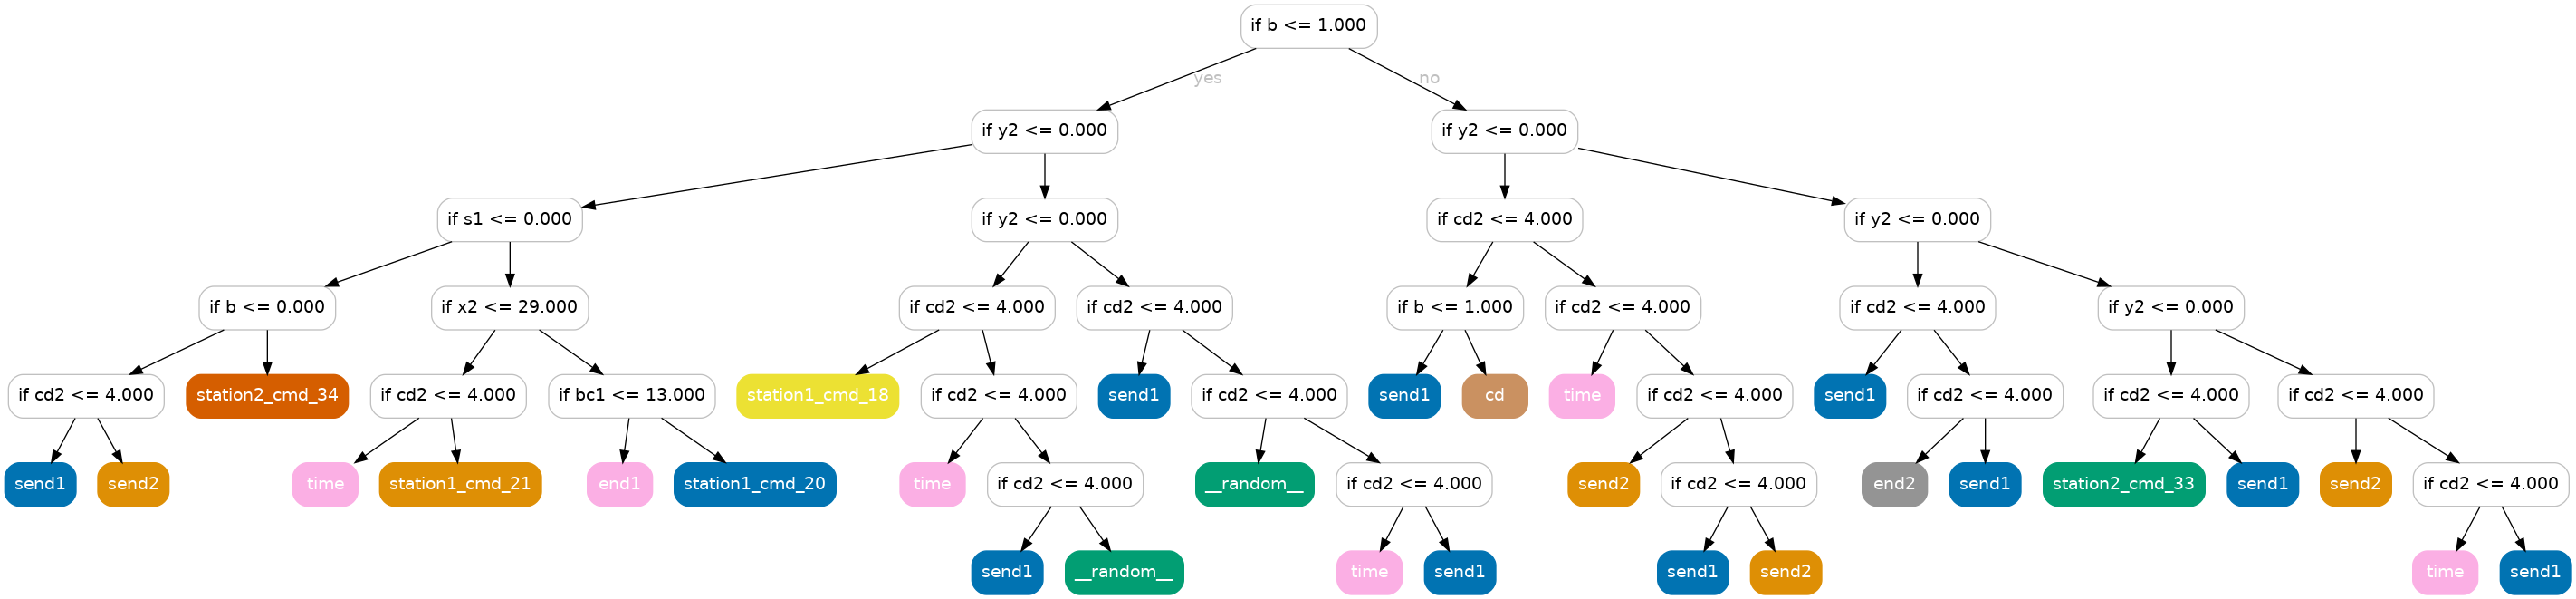 if b <= 1.000
yes
no
if y2 <= 0.000
if y2 <= 0.000
if s1 <= 0.000
if y2 <= 0.000
if cd2 <= 4.000
if y2 <= 0.000
if b <= 0.000
if x2 <= 29.000
if cd2 <= 4.000
if cd2 <= 4.000
if b <= 1.000
if cd2 <= 4.000
if cd2 <= 4.000
if y2 <= 0.000
if cd2 <= 4.000
station2_cmd_34
if cd2 <= 4.000
if bc1 <= 13.000
station1_cmd_18
if cd2 <= 4.000
send1
if cd2 <= 4.000
send1
cd
time
if cd2 <= 4.000
send1
if cd2 <= 4.000
if cd2 <= 4.000
if cd2 <= 4.000
send1
send2
time
station1_cmd_21
end1
station1_cmd_20
time
if cd2 <= 4.000
__random__
if cd2 <= 4.000
send2
if cd2 <= 4.000
end2
send1
station2_cmd_33
send1
send2
if cd2 <= 4.000
send1
__random__
time
send1
send1
send2
time
send1